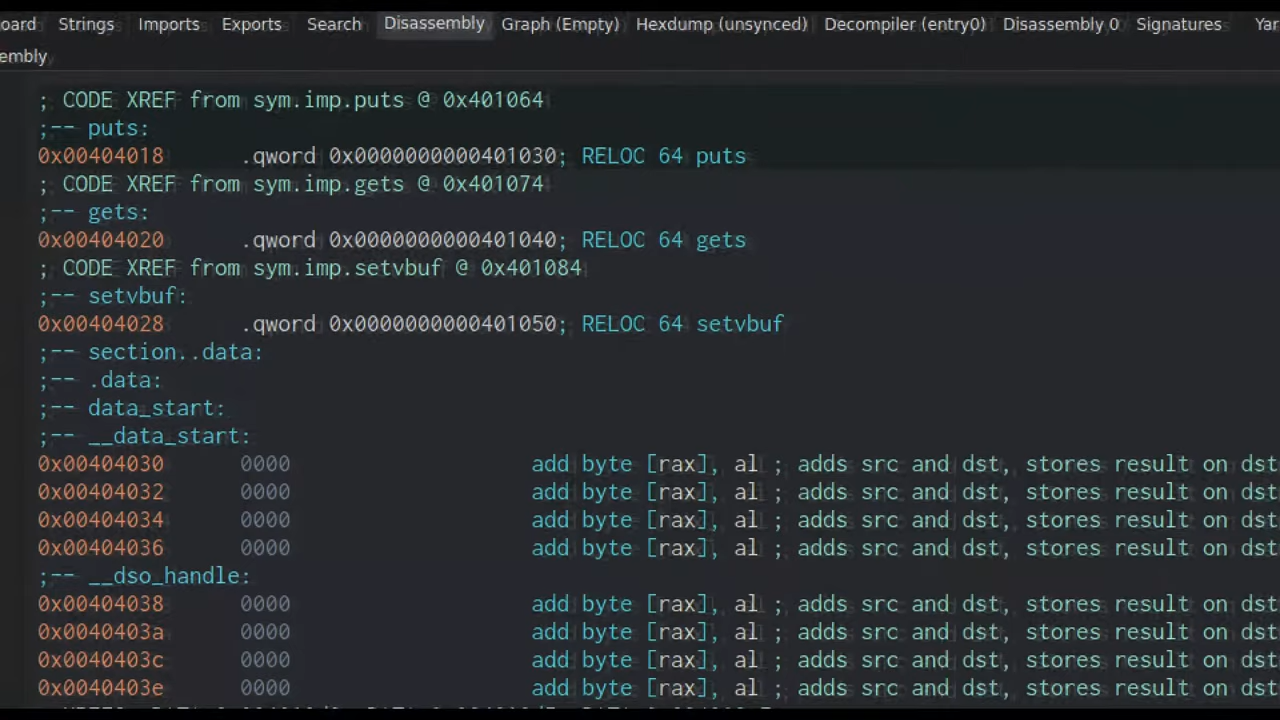 oard Strings Imports Exports Search Disassembly Graph (Empty) Hexdump (unsynced) Decompiler (entry0) Disassembly 0 Signatures Yar
embly
; CODE XREF from sym.imp.puts @ 0x401064
;-- puts:
0x00404018 .qword 0x0000000000401030; RELOC 64 puts
; CODE XREF from sym.imp.gets @ 0x401074
;-- gets:
0x00404020 .qword 0x0000000000401040; RELOC 64 gets
; CODE XREF from sym.imp.setvbuf @ 0x401084
;-- setvbuf:
0x00404028 .qword 0x0000000000401050; RELOC 64 setvbuf
;-- section..data:
;-- .data:
;-- data_start:
;-- __data_start:
0x00404030 0000 add byte [rax], al ; adds src and dst, stores result on dst
0x00404032 0000 add byte [rax], al ; adds src and dst, stores result on dst
0x00404034 0000 add byte [rax], al ; adds src and dst, stores result on dst
0x00404036 0000 add byte [rax], al ; adds src and dst, stores result on dst
;-- __dso_handle:
0x00404038 0000 add byte [rax], al ; adds src and dst, stores result on dst
0x0040403a 0000 add byte [rax], al ; adds src and dst, stores result on dst
0x0040403c 0000 add byte [rax], al ; adds src and dst, stores result on dst
0x0040403e 0000 add byte [rax], al ; adds src and dst, stores result on dst